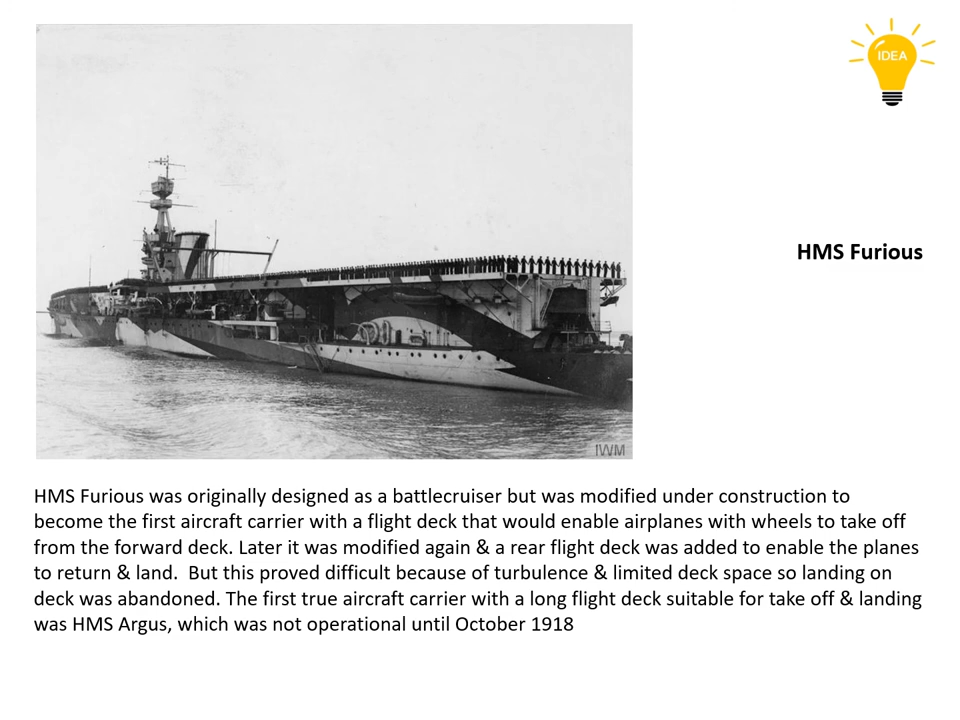 IDEA
HMS Furious
IWM
HMS Furious was originally designed as a battlecruiser but was modified under construction to
become the first aircraft carrier with a flight deck that would enable airplanes with wheels to take off
from the forward deck. Later it was modified again & a rear flight deck was added to enable the planes
to return & land.  But this proved difficult because of turbulence & limited deck space so landing on
deck was abandoned. The first true aircraft carrier with a long flight deck suitable for take off & landing
was HMS Argus, which was not operational until October 1918